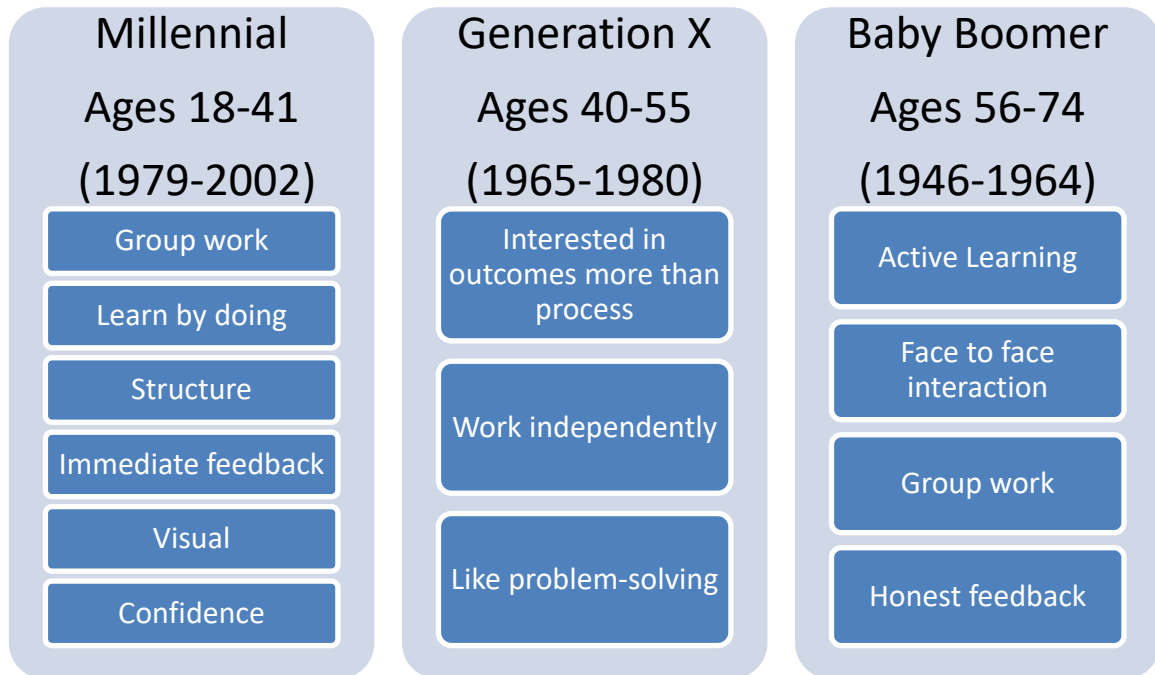 Millennial
Ages 18-41
(1979-2002)
Group work
Learn by doing
Structure
Immediate feedback
Visual
Confidence
Generation X
Ages 40-55
(1965-1980)
Interested in
outcomes more than
process
Work independently
Like problem-solving
Baby Boomer
Ages 56-74
(1946-1964)
Active Learning
Face to face
interaction
Group work
Honest feedback